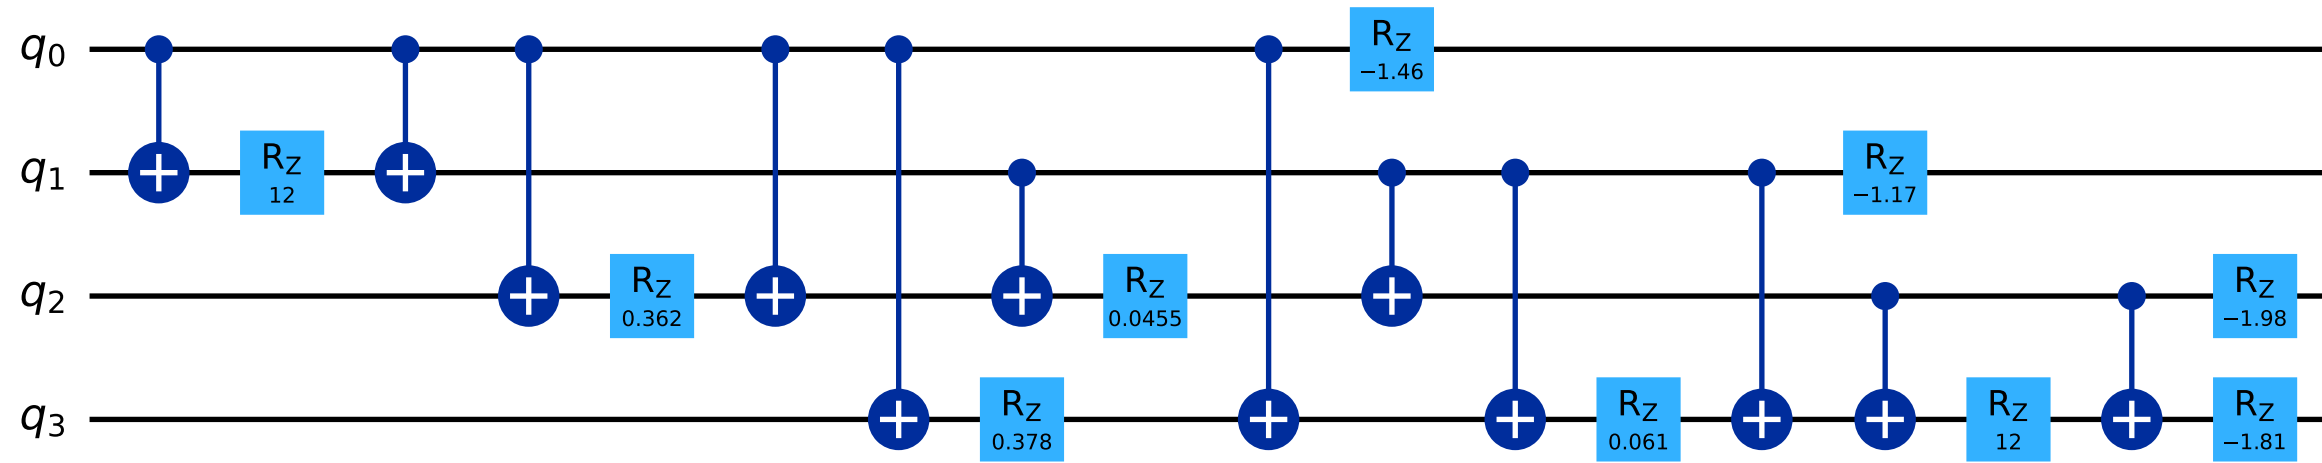 q0
RZ
−1.46
q1
RZ
12
RZ
−1.17
q2
RZ
0.362
RZ
0.0455
RZ
−1.98
q3
RZ
0.378
RZ
0.061
RZ
12
RZ
−1.81